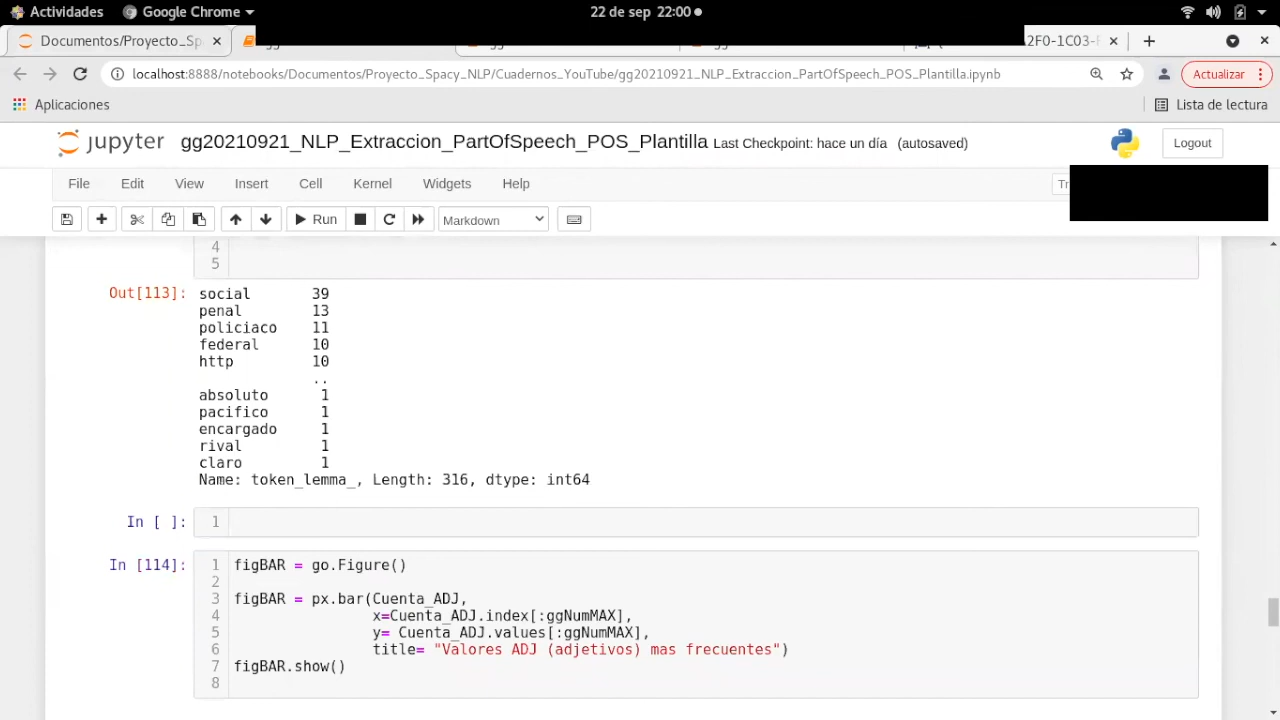 Actividades Google Chrome 22 de sep 22:00
Documentos/Proyecto_Sp A2F0-1C03-F
localhost:8888/notebooks/Documentos/Proyecto_Spacy_NLP/Cuadernos_YouTube/gg20210921_NLP_Extraccion_PartOfSpeech_POS_Plantilla.ipynb Actualizar
Aplicaciones Lista de lectura
jupyter gg20210921_NLP_Extraccion_PartOfSpeech_POS_Plantilla Last Checkpoint: hace un día (autosaved) Logout
File Edit View Insert Cell Kernel Widgets Help
Run Markdown
4
5
Out[113]: social 39
penal 13
policiaco 11
federal 10
http 10
..
absoluto 1
pacifico 1
encargado 1
rival 1
claro 1
Name: token_lemma_, Length: 316, dtype: int64
In [ ]: 1
In [114]: 1 figBAR = go.Figure()
2
3 figBAR = px.bar(Cuenta_ADJ,
4 x=Cuenta_ADJ.index[:ggNumMAX],
5 y= Cuenta_ADJ.values[:ggNumMAX],
6 title= "Valores ADJ (adjetivos) mas frecuentes")
7 figBAR.show()
8